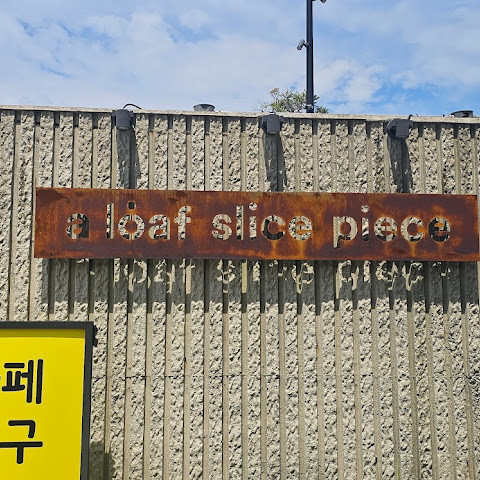 a loaf slice piece
페
구